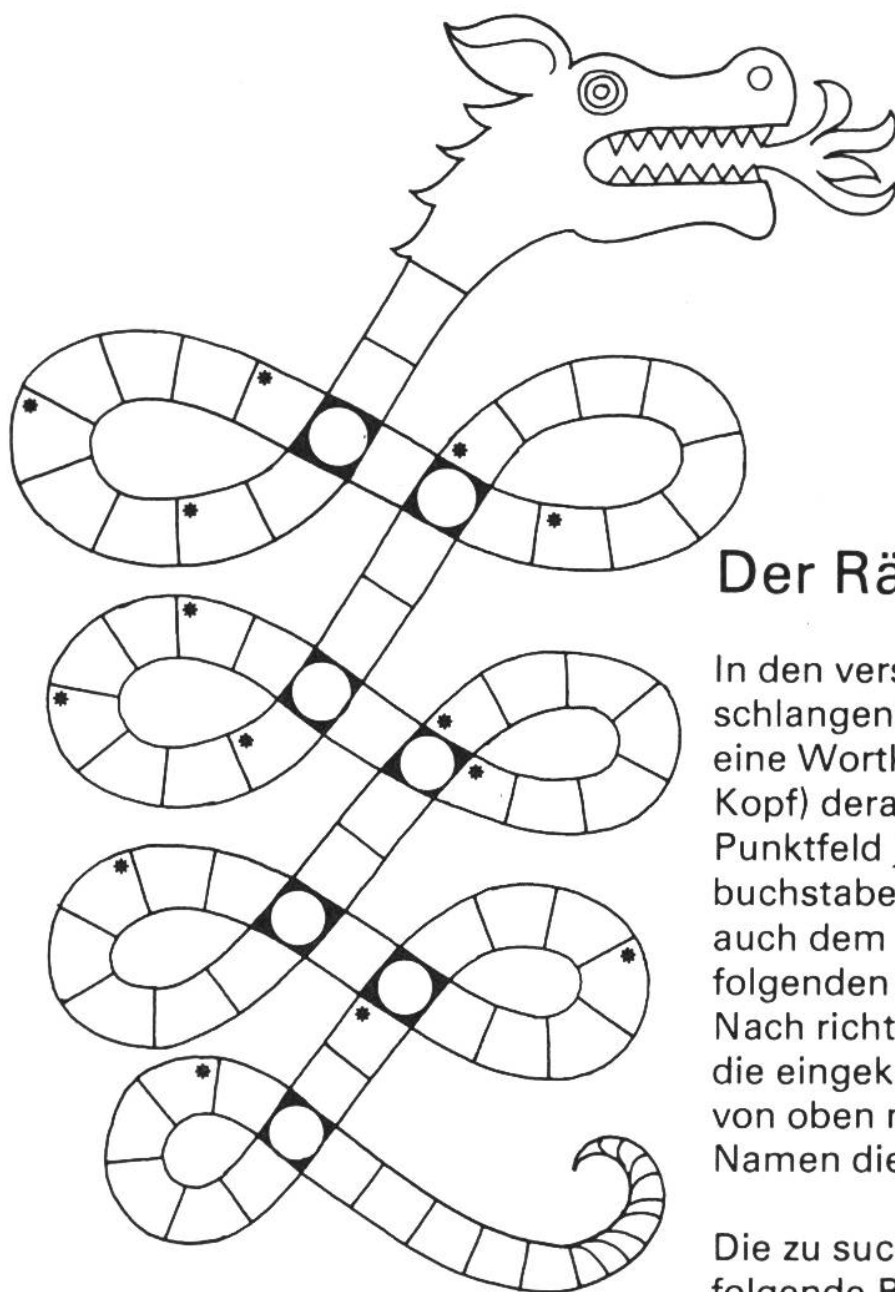 Der Rä
In den vers
schlangen
eine Wortk
Kopf) dera
Punktfeld
buchstabe
auch dem
folgenden
Nach richt
die eingek
von oben
Namen die
Die zu suc
folgende